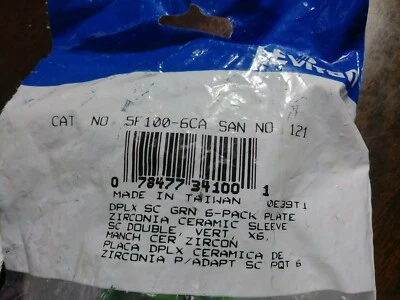 Leviton
CAT NO 5F100-6CA SAN NO 121
0 78477 34100 1
MADE IN TAIWAN 0E39T1
DPLX SC GRN 6-PACK PLATE
ZIRCONIA CERAMIC SLEEVE
SC DOUBLE, VERT, X6,
MANCH CER ZIRCON
PLACA DPLX CERAMICA DE
ZIRCONIA P/ADAPT SC PQT 6